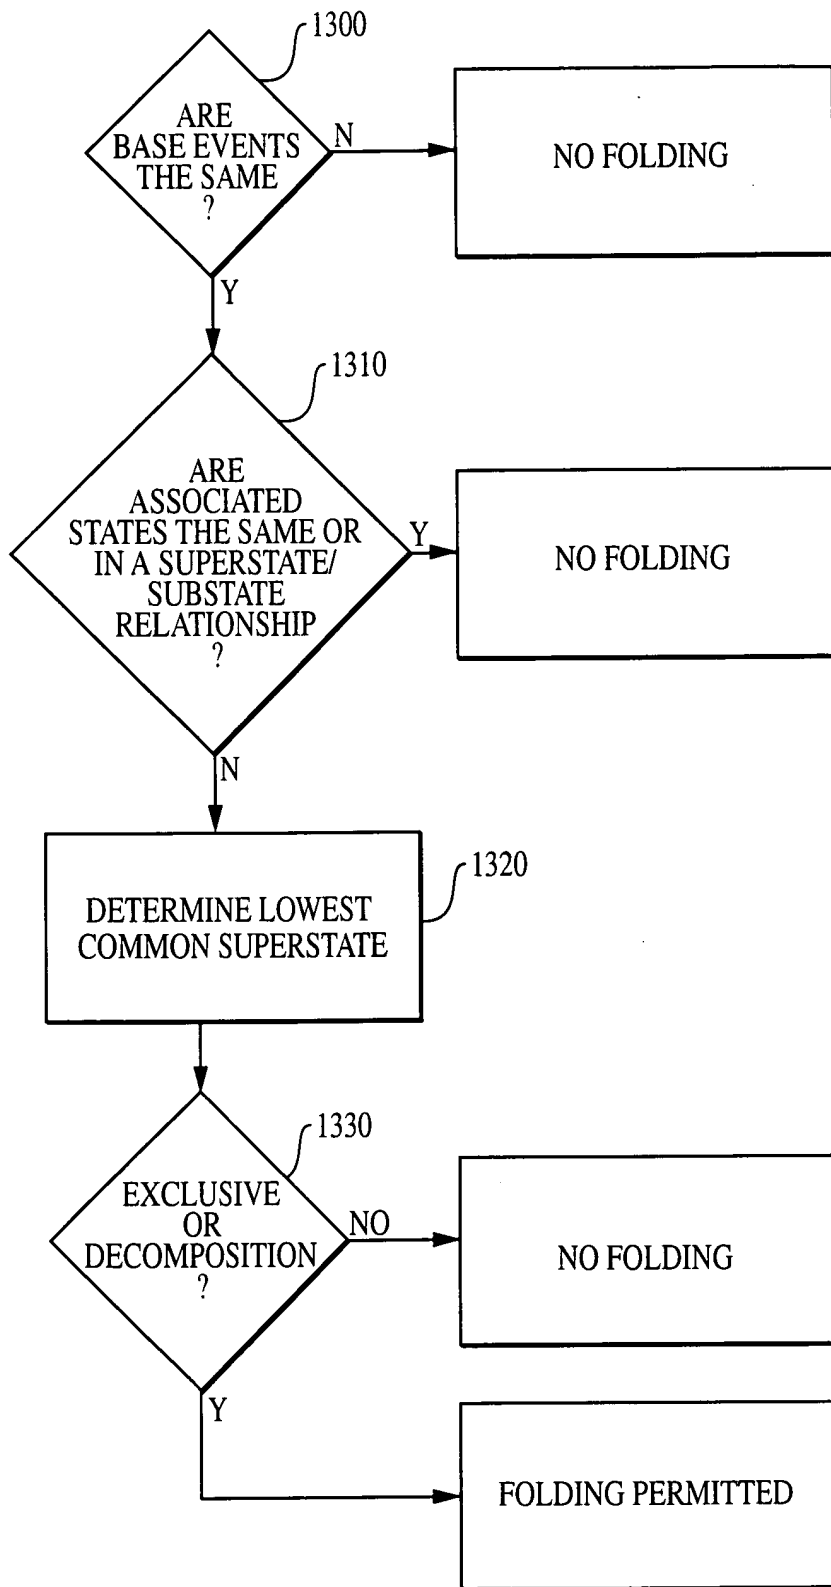 1300
ARE
BASE EVENTS
THE SAME
?
N
NO FOLDING
Y
1310
ARE
ASSOCIATED
STATES THE SAME OR
IN A SUPERSTATE/
SUBSTATE
RELATIONSHIP
?
Y
NO FOLDING
N
1320
DETERMINE LOWEST
COMMON SUPERSTATE
1330
EXCLUSIVE
OR
DECOMPOSITION
?
NO
NO FOLDING
Y
FOLDING PERMITTED